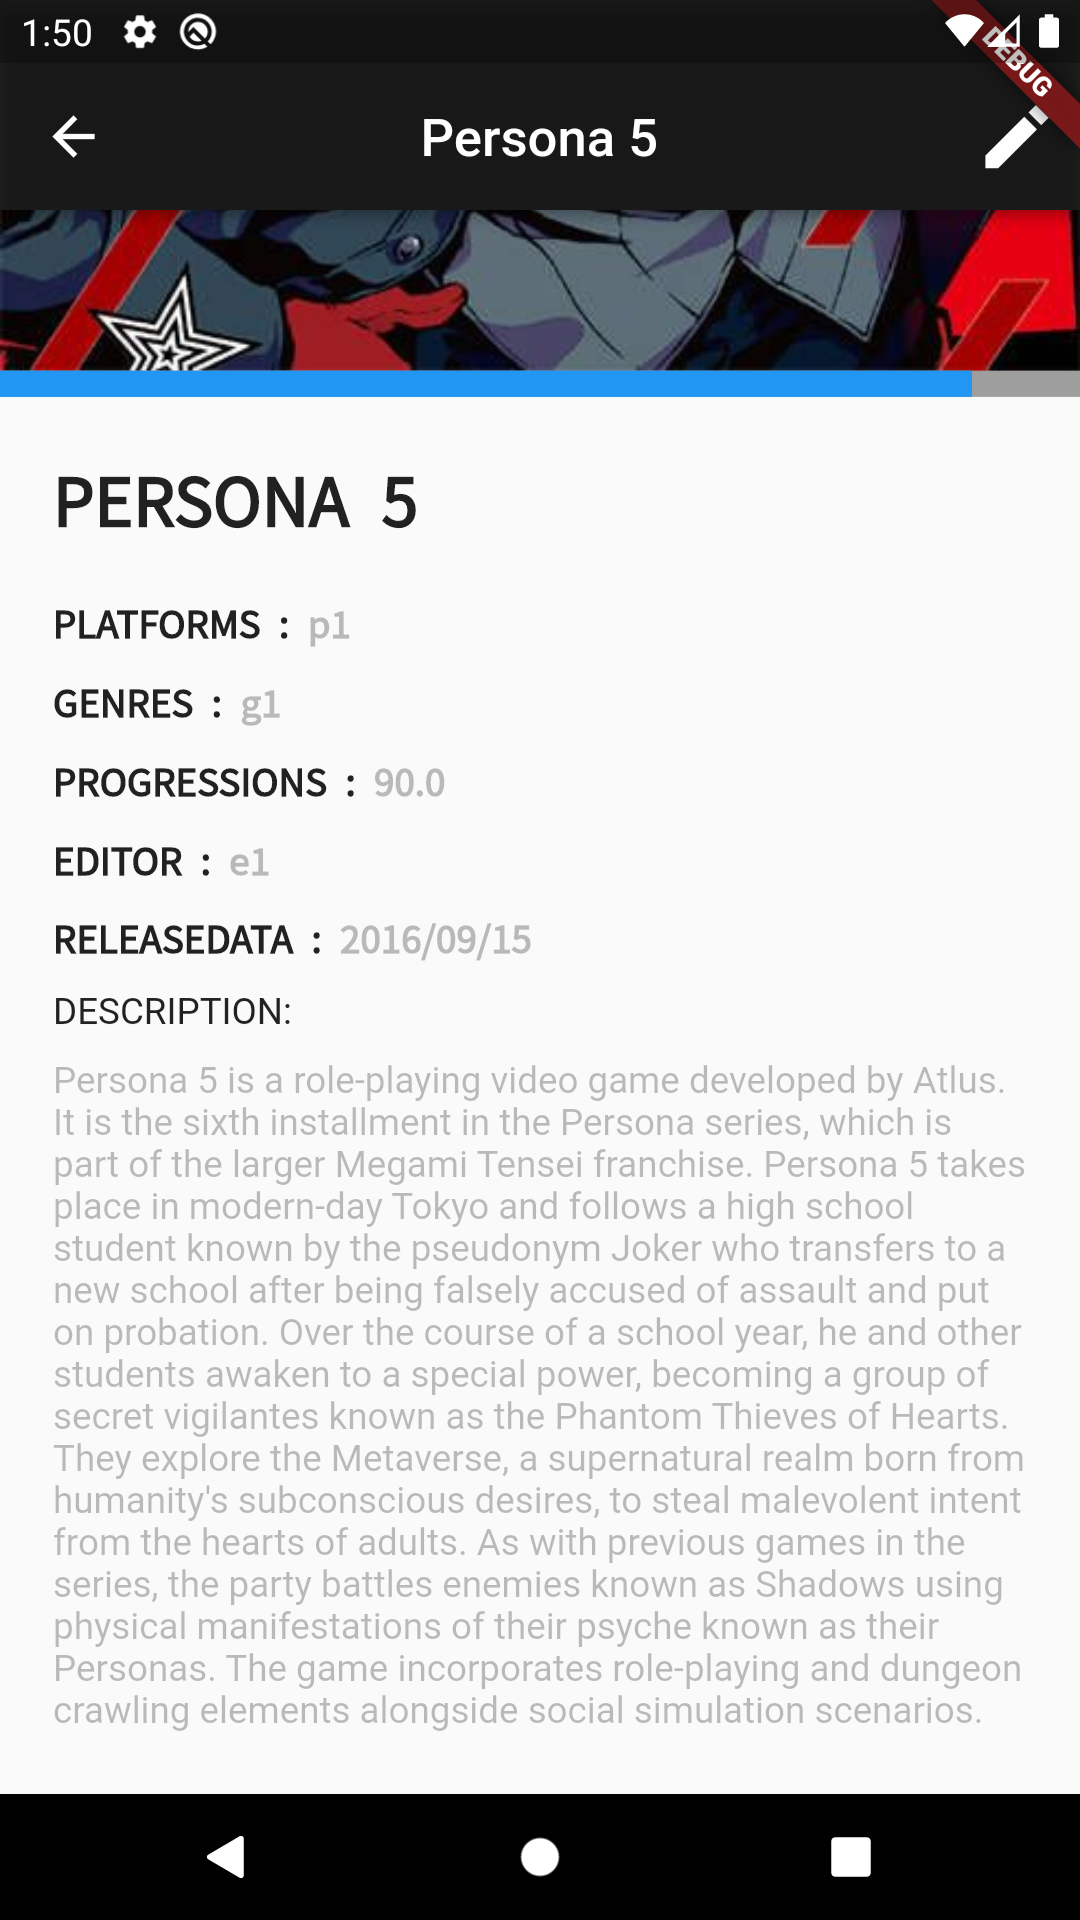 1:50
DEBUG
Persona 5
PERSONA 5
PLATFORMS : p1
GENRES : g1
PROGRESSIONS : 90.0
EDITOR : e1
RELEASEDATA : 2016/09/15
DESCRIPTION:
Persona 5 is a role-playing video game developed by Atlus.
It is the sixth installment in the Persona series, which is
part of the larger Megami Tensei franchise. Persona 5 takes
place in modern-day Tokyo and follows a high school
student known by the pseudonym Joker who transfers to a
new school after being falsely accused of assault and put
on probation. Over the course of a school year, he and other
students awaken to a special power, becoming a group of
secret vigilantes known as the Phantom Thieves of Hearts.
They explore the Metaverse, a supernatural realm born from
humanity's subconscious desires, to steal malevolent intent
from the hearts of adults. As with previous games in the
series, the party battles enemies known as Shadows using
physical manifestations of their psyche known as their
Personas. The game incorporates role-playing and dungeon
crawling elements alongside social simulation scenarios.